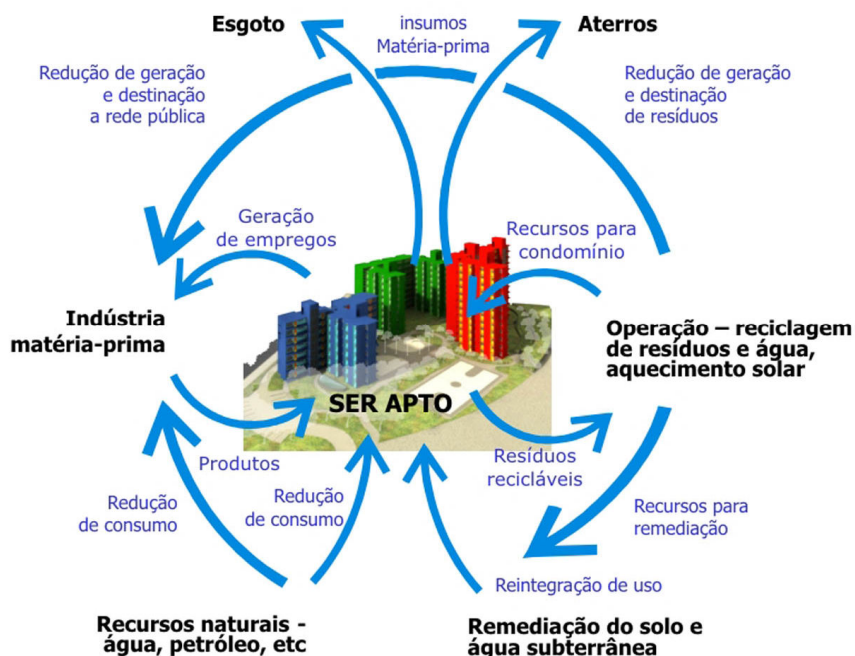 Esgoto
insumos
Matéria-prima
Aterros
Redução de geração
e destinação
a rede pública
Redução de geração
e destinação
de resíduos
Geração
de empregos
Recursos para
condomínio
Indústria
matéria-prima
Operação – reciclagem
de resíduos e água,
aquecimento solar
SER APTO
Produtos
Resíduos
recicláveis
Redução
de consumo
Redução
de consumo
Recursos para
remediação
Reintegração de uso
Recursos naturais -
água, petróleo, etc
Remediação do solo e
água subterrânea